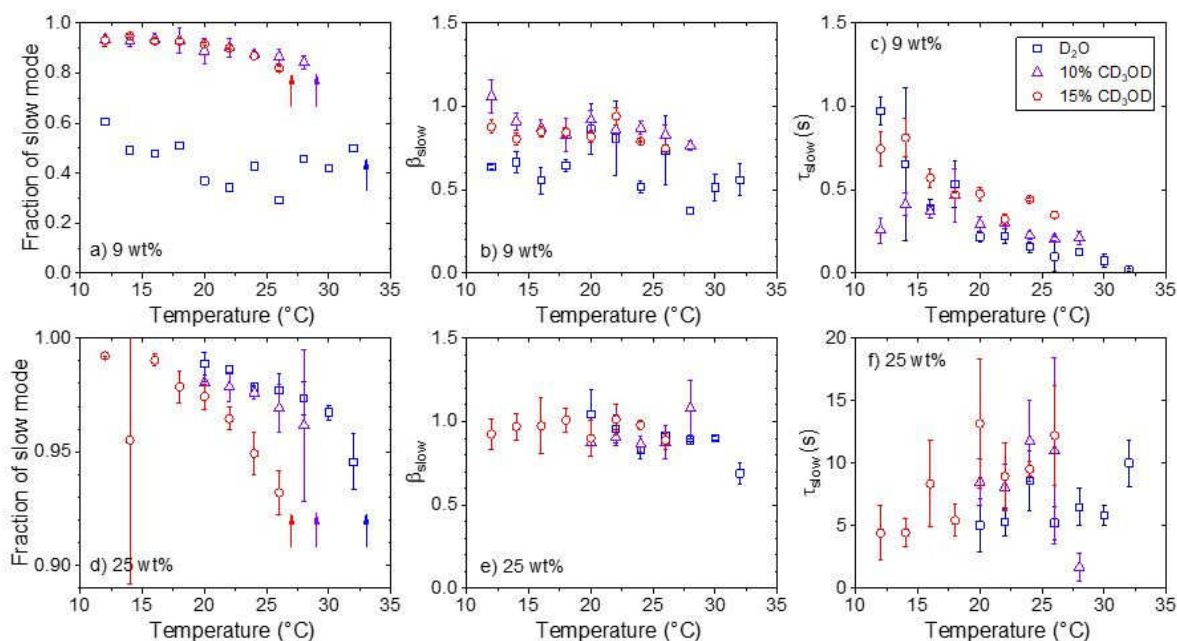 1.0
0.8
0.6
0.4
0.2
0.0
Fraction of slow mode
a) 9 wt%
10 15 20 25 30 35
Temperature (°C)
1.5
1.0
0.5
0.0
βslow
b) 9 wt%
10 15 20 25 30 35
Temperature (°C)
1.5
1.0
0.5
0.0
τslow (s)
c) 9 wt%
D₂O
10% CD₃OD
15% CD₃OD
10 15 20 25 30 35
Temperature (°C)
1.00
0.95
0.90
Fraction of slow mode
d) 25 wt%
10 15 20 25 30 35
Temperature (°C)
1.5
1.0
0.5
0.0
βslow
e) 25 wt%
10 15 20 25 30 35
Temperature (°C)
20
15
10
5
0
τslow (s)
f) 25 wt%
10 15 20 25 30 35
Temperature (°C)